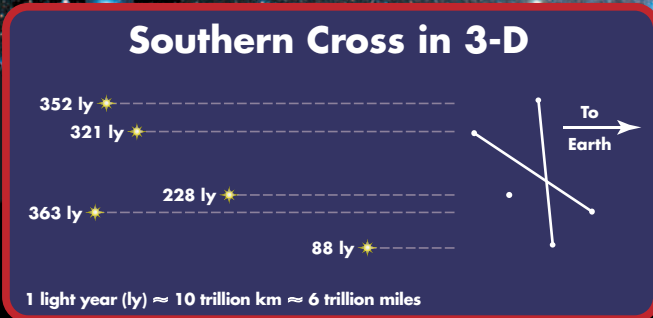 Southern Cross in 3-D
352 ly
321 ly
To
Earth
228 ly
363 ly
88 ly
1 light year (ly) ≈ 10 trillion km ≈ 6 trillion miles